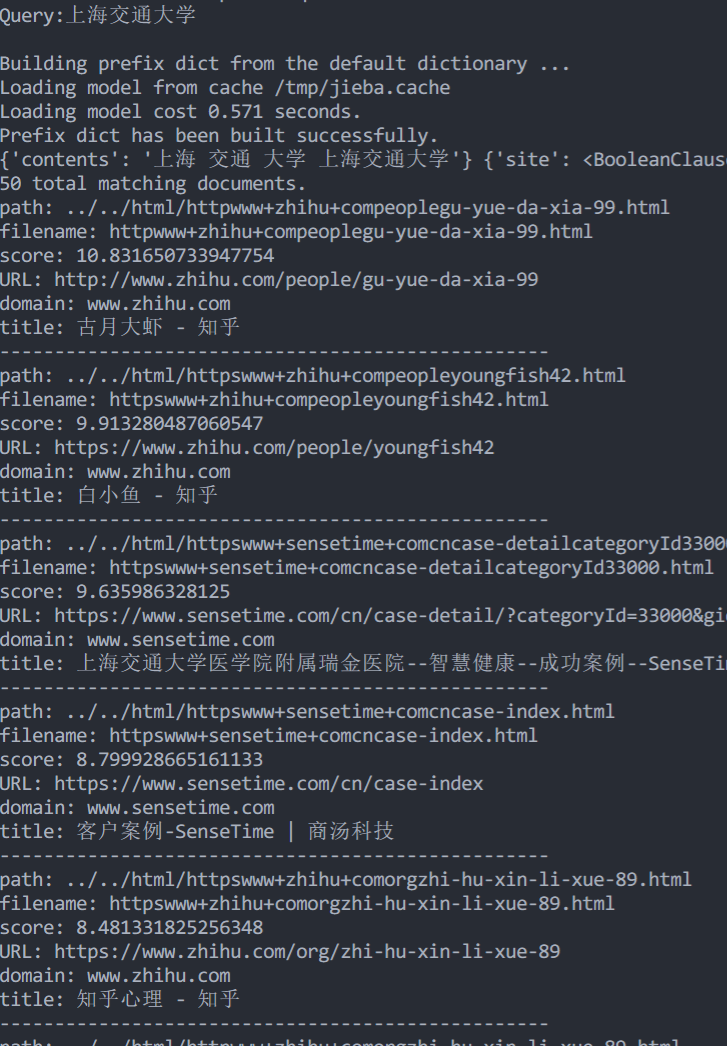 Query:上海交通大学
Building prefix dict from the default dictionary ...
Loading model from cache /tmp/jieba.cache
Loading model cost 0.571 seconds.
Prefix dict has been built successfully.
{'contents': '上海 交通 大学 上海交通大学'} {'site': <BooleanClaus
50 total matching documents.
path: ../../html/httpwww+zhihu+compeoplegu-yue-da-xia-99.html
filename: httpwww+zhihu+compeoplegu-yue-da-xia-99.html
score: 10.831650733947754
URL: http://www.zhihu.com/people/gu-yue-da-xia-99
domain: www.zhihu.com
title: 古月大虾 - 知乎
--------------------------------------------------
path: ../../html/httpswww+zhihu+compeopleyoungfish42.html
filename: httpswww+zhihu+compeopleyoungfish42.html
score: 9.913280487060547
URL: https://www.zhihu.com/people/youngfish42
domain: www.zhihu.com
title: 白小鱼 - 知乎
--------------------------------------------------
path: ../../html/httpswww+sensetime+comcncase-detailcategoryId3300
filename: httpswww+sensetime+comcncase-detailcategoryId33000.html
score: 9.635986328125
URL: https://www.sensetime.com/cn/case-detail/?categoryId=33000&gi
domain: www.sensetime.com
title: 上海交通大学医学院附属瑞金医院--智慧健康--成功案例--SenseTi
--------------------------------------------------
path: ../../html/httpswww+sensetime+comcncase-index.html
filename: httpswww+sensetime+comcncase-index.html
score: 8.799928665161133
URL: https://www.sensetime.com/cn/case-index
domain: www.sensetime.com
title: 客户案例-SenseTime | 商汤科技
--------------------------------------------------
path: ../../html/httpswww+zhihu+comorgzhi-hu-xin-li-xue-89.html
filename: httpswww+zhihu+comorgzhi-hu-xin-li-xue-89.html
score: 8.481331825256348
URL: https://www.zhihu.com/org/zhi-hu-xin-li-xue-89
domain: www.zhihu.com
title: 知乎心理 - 知乎
--------------------------------------------------